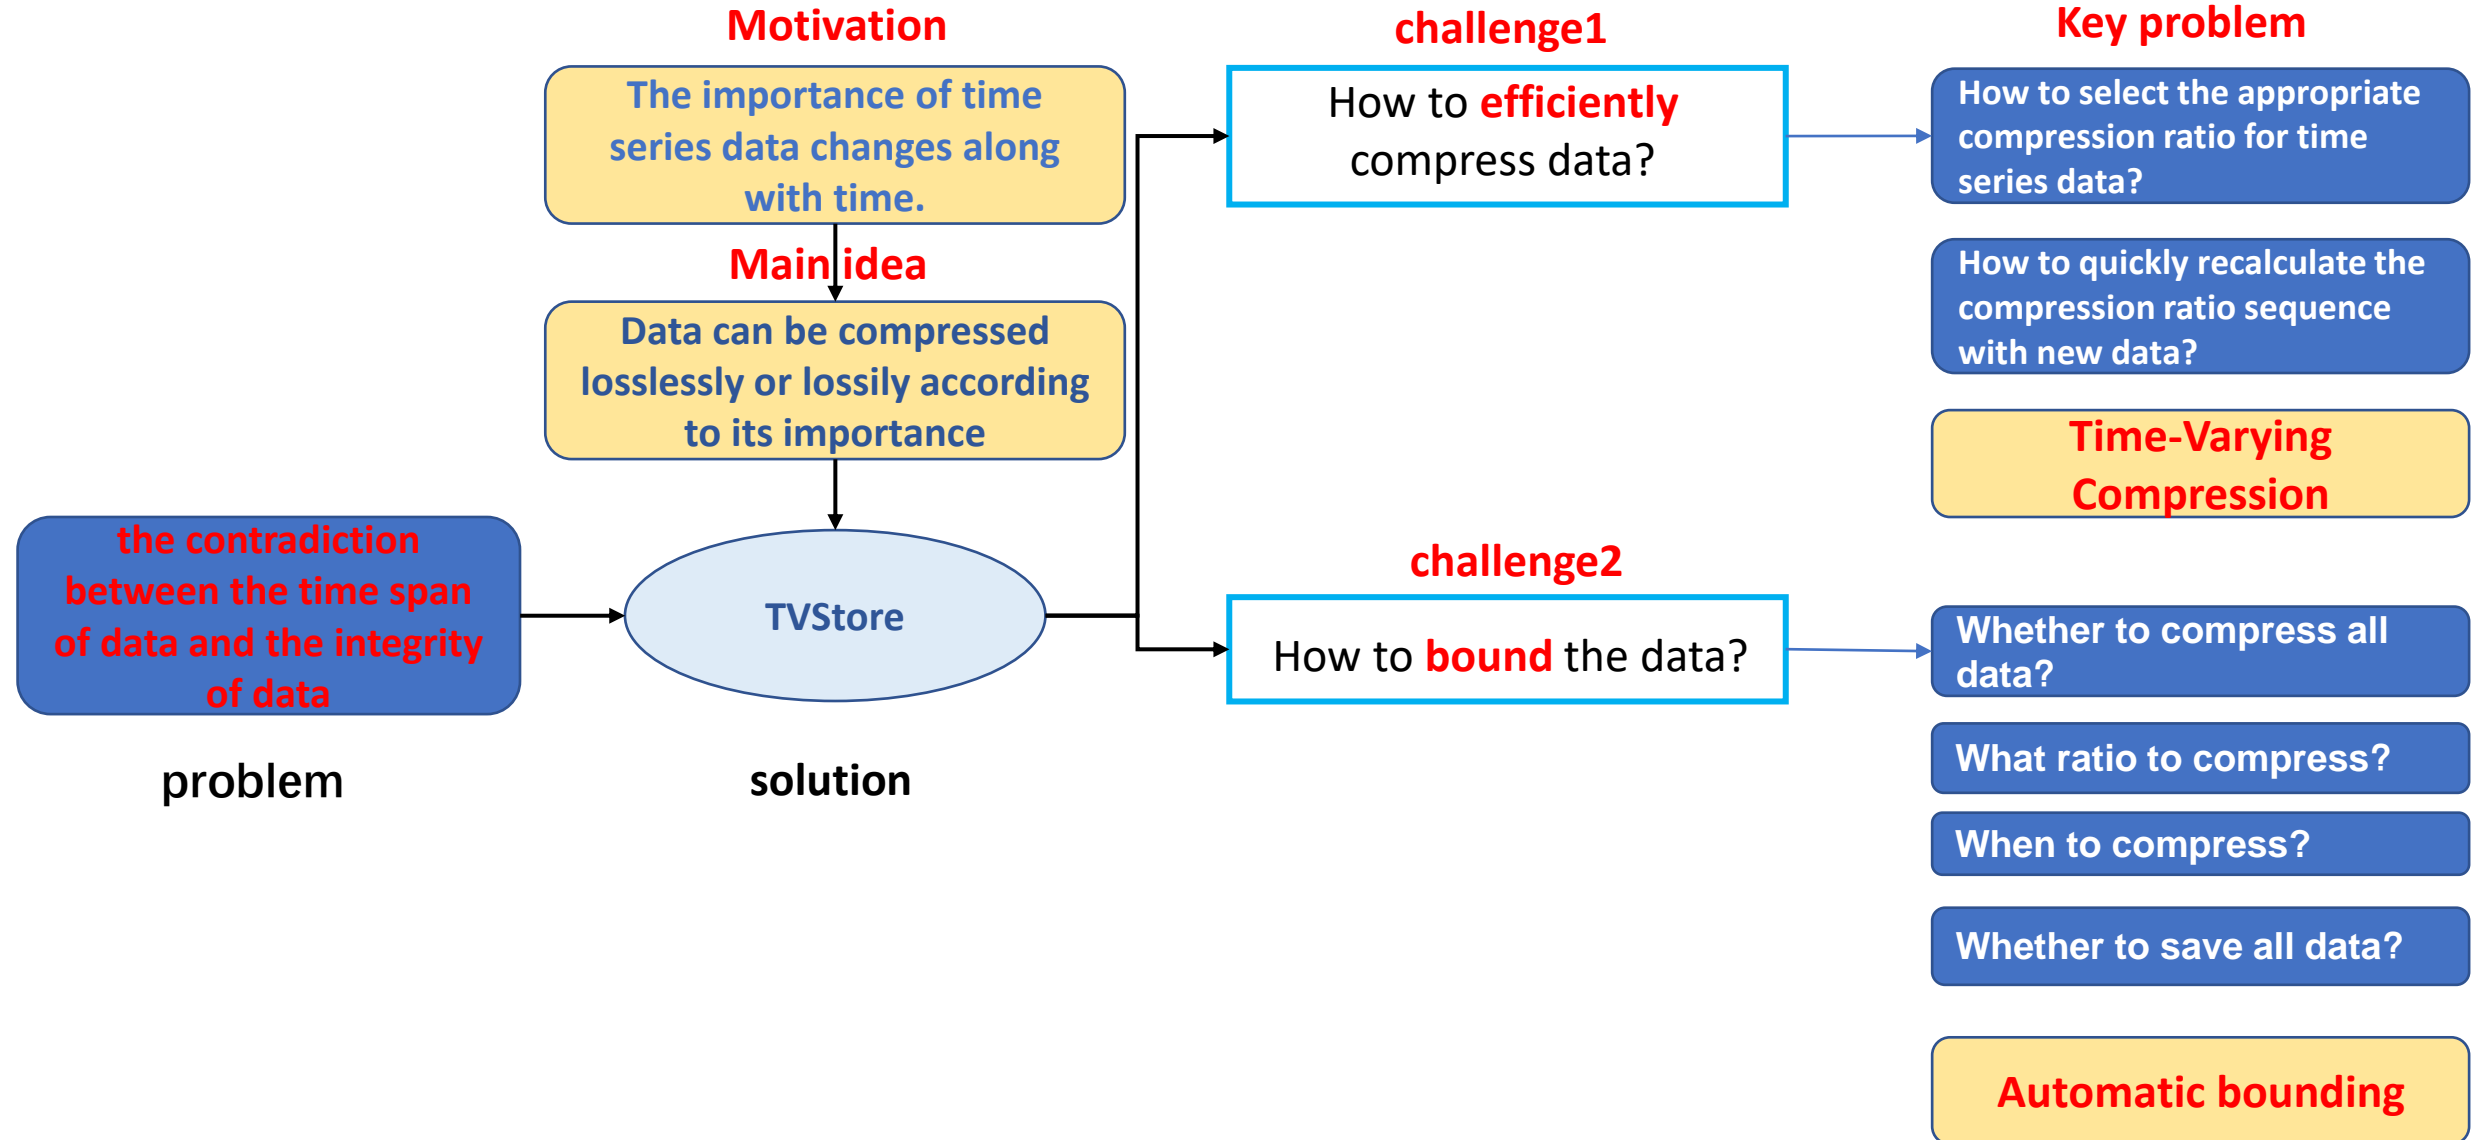 Motivation
The importance of time
series data changes along
with time.
Main idea
Data can be compressed
losslessly or lossily according
to its importance
the contradiction
between the time span
of data and the integrity
of data
problem
TVStore
solution
challenge1
How to efficiently
compress data?
challenge2
How to bound the data?
Key problem
How to select the appropriate
compression ratio for time
series data?
How to quickly recalculate the
compression ratio sequence
with new data?
Time-Varying
Compression
Whether to compress all
data?
What ratio to compress?
When to compress?
Whether to save all data?
Automatic bounding